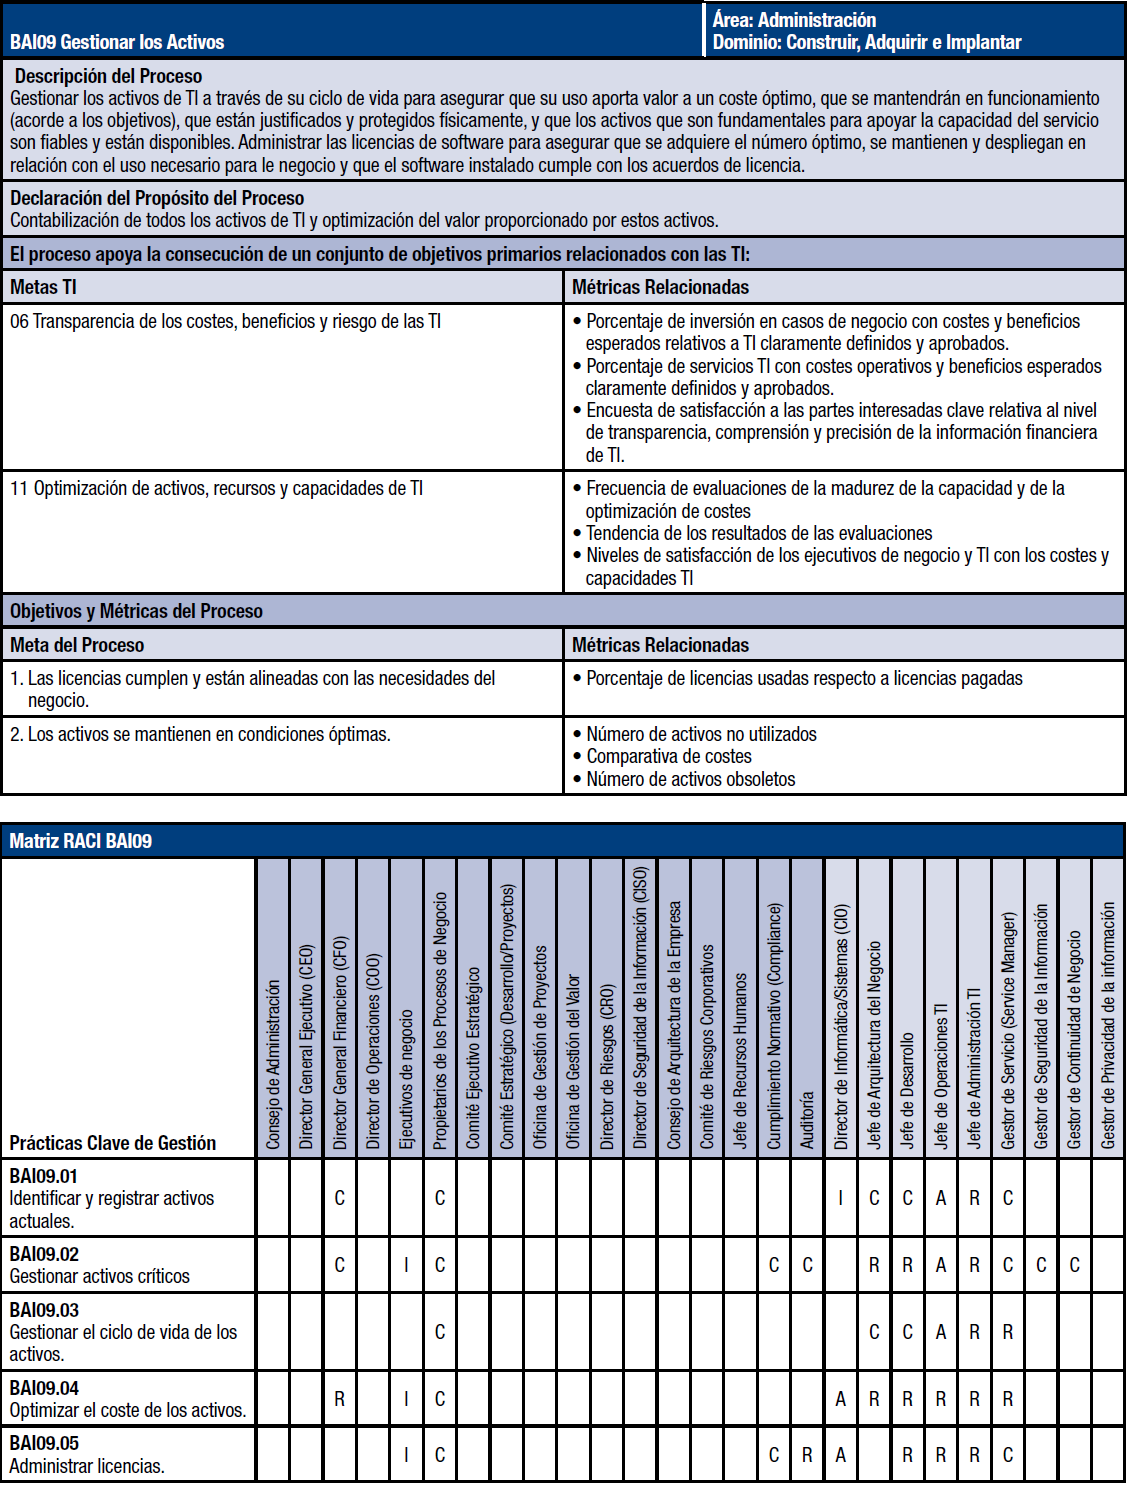 BAI09 Gestionar los Activos
Área: Administración
Dominio: Construir, Adquirir e Implantar
Descripción del Proceso
Gestionar los activos de TI a través de su ciclo de vida para asegurar que su uso aporta valor a un coste óptimo, que se mantendrán en funcionamiento
(acorde a los objetivos), que están justificados y protegidos físicamente, y que los activos que son fundamentales para apoyar la capacidad del servicio
son fiables y están disponibles. Administrar las licencias de software para asegurar que se adquiere el número óptimo, se mantienen y despliegan en
relación con el uso necesario para le negocio y que el software instalado cumple con los acuerdos de licencia.
Declaración del Propósito del Proceso
Contabilización de todos los activos de TI y optimización del valor proporcionado por estos activos.
El proceso apoya la consecución de un conjunto de objetivos primarios relacionados con las TI:
Metas TI
Métricas Relacionadas
06 Transparencia de los costes, beneficios y riesgo de las TI
• Porcentaje de inversión en casos de negocio con costes y beneficios
esperados relativos a TI claramente definidos y aprobados.
• Porcentaje de servicios TI con costes operativos y beneficios esperados
claramente definidos y aprobados.
• Encuesta de satisfacción a las partes interesadas clave relativa al nivel
de transparencia, comprensión y precisión de la información financiera
de TI.
11 Optimización de activos, recursos y capacidades de TI
• Frecuencia de evaluaciones de la madurez de la capacidad y de la
optimización de costes
• Tendencia de los resultados de las evaluaciones
• Niveles de satisfacción de los ejecutivos de negocio y TI con los costes y
capacidades TI
Objetivos y Métricas del Proceso
Meta del Proceso
Métricas Relacionadas
1. Las licencias cumplen y están alineadas con las necesidades del
negocio.
• Porcentaje de licencias usadas respecto a licencias pagadas
2. Los activos se mantienen en condiciones óptimas.
• Número de activos no utilizados
• Comparativa de costes
• Número de activos obsoletos
Matriz RACI BAI09
Prácticas Clave de Gestión
Consejo de Administración
Director General Ejecutivo (CEO)
Director General Financiero (CFO)
Director de Operaciones (COO)
Ejecutivos de negocio
Propietarios de los Procesos de Negocio
Comité Ejecutivo Estratégico
Comité Estratégico (Desarrollo/Proyectos)
Oficina de Gestión de Proyectos
Oficina de Gestión del Valor
Director de Riesgos (CRO)
Director de Seguridad de la Información (CISO)
Consejo de Arquitectura de la Empresa
Comité de Riesgos Corporativos
Jefe de Recursos Humanos
Cumplimiento Normativo (Compliance)
Auditoría
Director de Informática/Sistemas (CIO)
Jefe de Arquitectura del Negocio
Jefe de Desarrollo
Jefe de Operaciones TI
Jefe de Administración TI
Gestor de Servicio (Service Manager)
Gestor de Seguridad de la Información
Gestor de Continuidad de Negocio
Gestor de Privacidad de la información
BAI09.01
Identificar y registrar activos
actuales.
C C I C C A R C
BAI09.02
Gestionar activos críticos
C I C C C R R A R C C C
BAI09.03
Gestionar el ciclo de vida de los
activos.
C C C A R R
BAI09.04
Optimizar el coste de los activos.
R I C A R R R R R
BAI09.05
Administrar licencias.
I C C R A R R R C